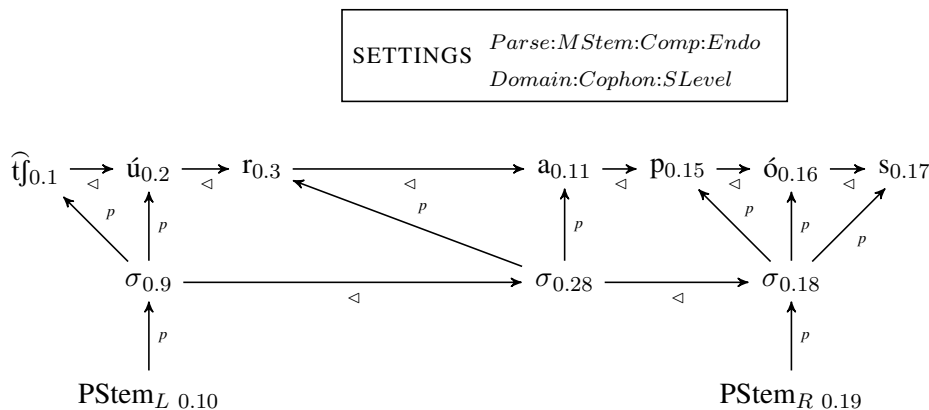 SETTINGS
Parse:MStem:Comp:Endo
Domain:Cophon:SLevel
t͡ʃ0.1 ◁ ú0.2 ◁ r0.3 ◁ a0.11 ◁ p0.15 ◁ ó0.16 ◁ s0.17
p p p p p p p
σ0.9 ◁ σ0.28 ◁ σ0.18
p p
PStemL 0.10 PStemR 0.19